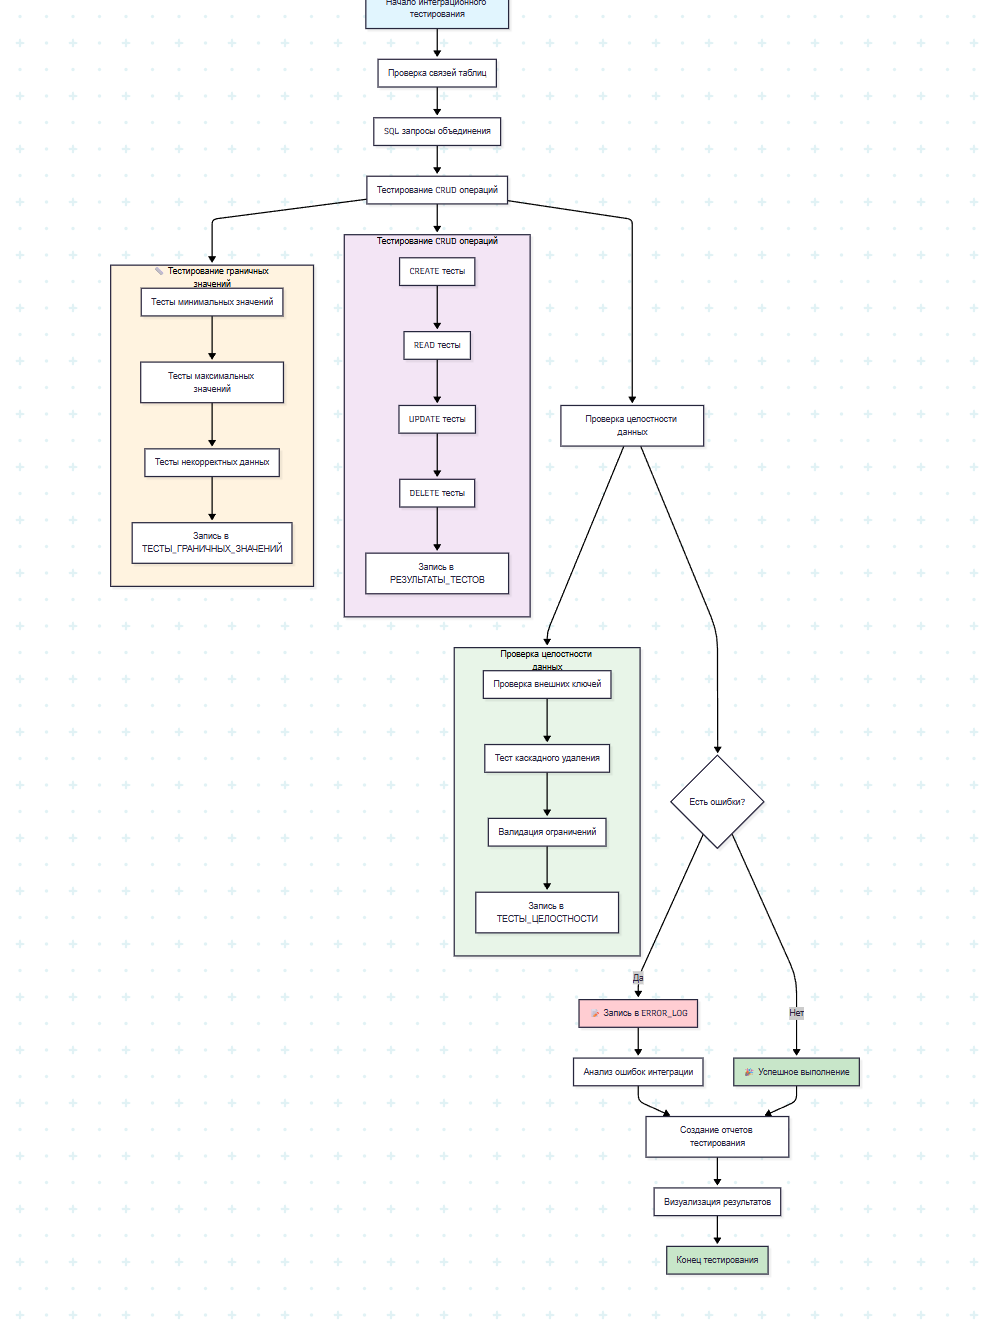 Начало интеграционного
тестирования
Проверка связей таблиц
SQL запросы объединения
Тестирование CRUD операций
Тестирование граничных
значений
Тесты минимальных значений
Тесты максимальных
значений
Тесты некорректных данных
Запись в
ТЕСТЫ_ГРАНИЧНЫХ_ЗНАЧЕНИЙ
Тестирование CRUD операций
CREATE тесты
READ тесты
UPDATE тесты
DELETE тесты
Запись в
РЕЗУЛЬТАТЫ_ТЕСТОВ
Проверка целостности
данных
Проверка целостности
данных
Проверка внешних ключей
Тест каскадного удаления
Валидация ограничений
Запись в
ТЕСТЫ_ЦЕЛОСТНОСТИ
Есть ошибки?
Да
Нет
Запись в ERROR_LOG
Анализ ошибок интеграции
Успешное выполнение
Создание отчетов
тестирования
Визуализация результатов
Конец тестирования